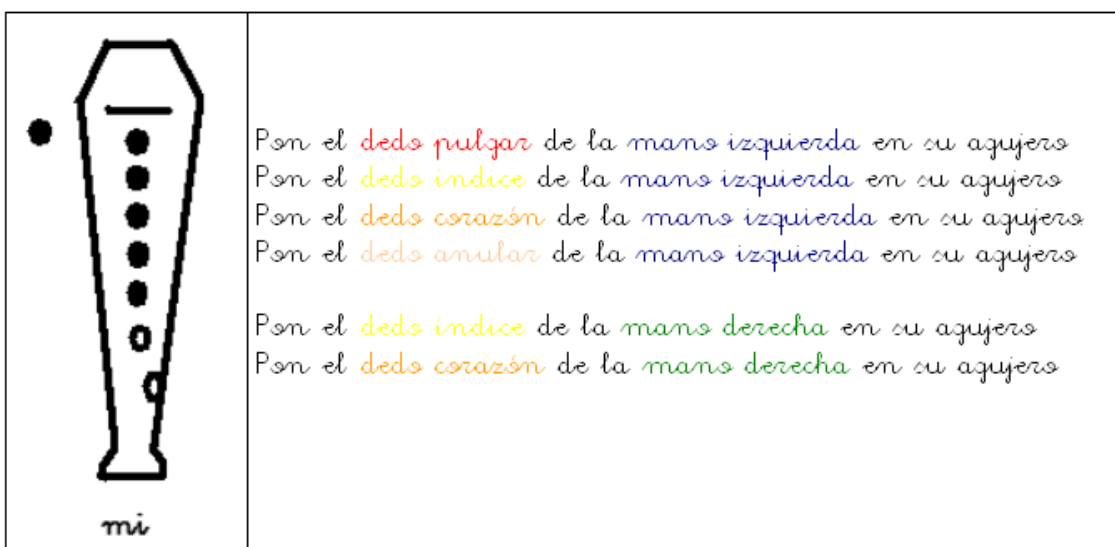 Pon el dedo pulgar de la mano izquierda en su agujero
Pon el dedo índice de la mano izquierda en su agujero
Pon el dedo corazón de la mano izquierda en su agujero
Pon el dedo anular de la mano izquierda en su agujero
Pon el dedo índice de la mano derecha en su agujero
Pon el dedo corazón de la mano derecha en su agujero
mi